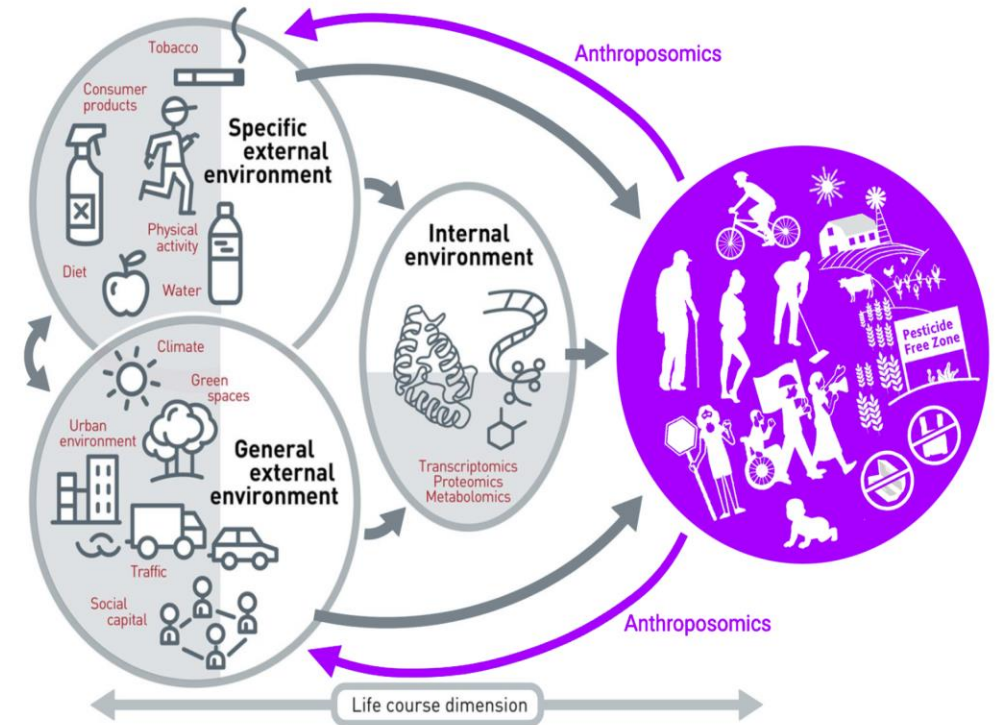 Tobacco
Anthroposomics
Consumer
products
Specific
external
environment
Physical
activity
Diet
Water
Internal
environment
Transcriptomics
Proteomics
Metabolomics
Pesticide
Free Zone
Climate
Green
spaces
Urban
environment
General
external
environment
Traffic
Social
capital
Anthroposomics
Life course dimension